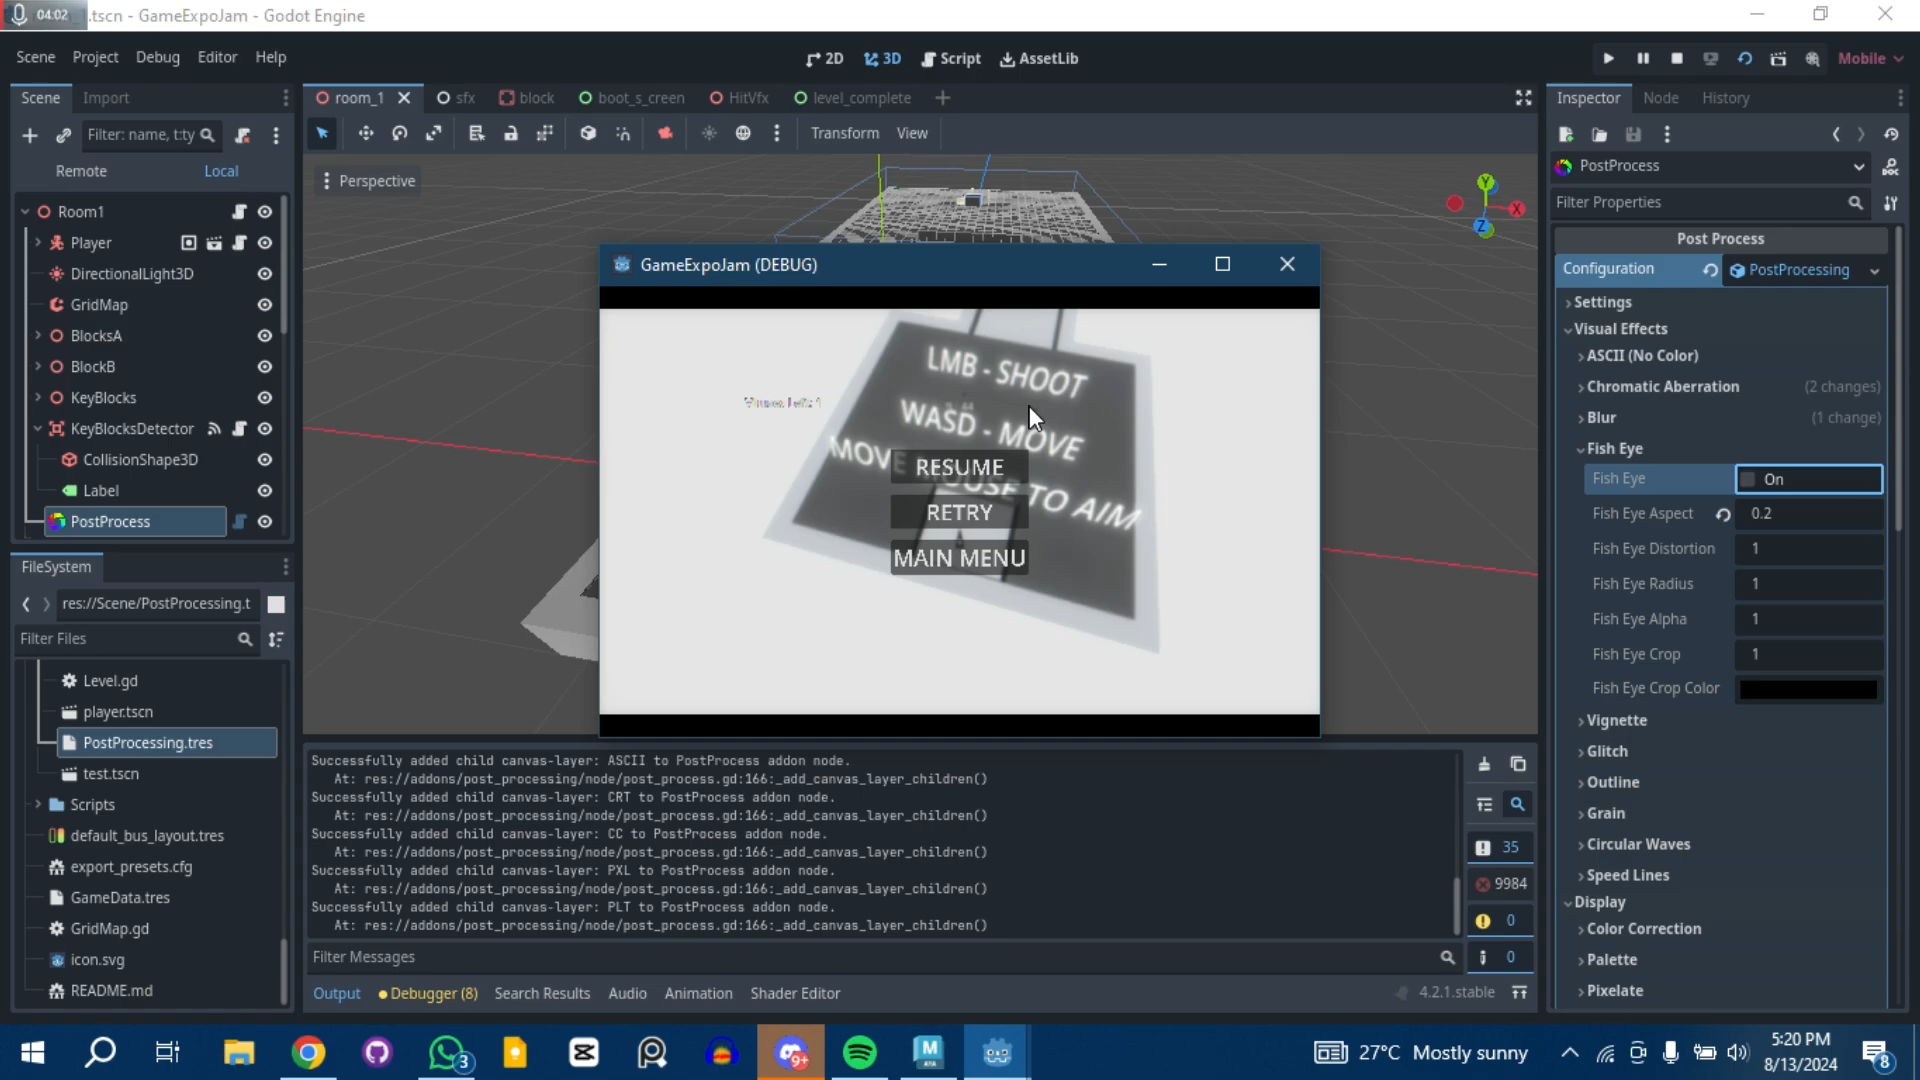 04:02
.tscn - GameExpoJam - Godot Engine
Scene Project Debug Editor Help
2D 3D Script AssetLib
Mobile
Scene Import
room_1 sfx block boot_s_creen HitVfx level_complete
Inspector Node History
Filter: name, t:ty
Transform View
Remote Local
Perspective
PostProcess
Filter Properties
Room1
Player
DirectionalLight3D
GridMap
BlocksA
BlockB
KeyBlocks
KeyBlocksDetector
CollisionShape3D
Label
PostProcess
Y
X
Z
GameExpoJam (DEBUG)
LMB - SHOOT
WASD - MOVE
MOVE MOUSE TO AIM
RESUME
RETRY
MAIN MENU
Post Process
Configuration PostProcessing
Settings
Visual Effects
ASCII (No Color)
Chromatic Aberration (2 changes)
Blur (1 change)
Fish Eye
Fish Eye On
Fish Eye Aspect 0.2
Fish Eye Distortion 1
Fish Eye Radius 1
Fish Eye Alpha 1
Fish Eye Crop 1
Fish Eye Crop Color
Vignette
Glitch
Outline
Grain
Circular Waves
Speed Lines
Display
Color Correction
Palette
Pixelate
FileSystem
res://Scene/PostProcessing.t
Filter Files
Level.gd
player.tscn
PostProcessing.tres
test.tscn
Scripts
default_bus_layout.tres
export_presets.cfg
GameData.tres
GridMap.gd
icon.svg
README.md
Successfully added child canvas-layer: ASCII to PostProcess addon node.
At: res://addons/post_processing/node/post_process.gd:166:_add_canvas_layer_children()
Successfully added child canvas-layer: CRT to PostProcess addon node.
At: res://addons/post_processing/node/post_process.gd:166:_add_canvas_layer_children()
Successfully added child canvas-layer: CC to PostProcess addon node.
At: res://addons/post_processing/node/post_process.gd:166:_add_canvas_layer_children()
Successfully added child canvas-layer: PXL to PostProcess addon node.
At: res://addons/post_processing/node/post_process.gd:166:_add_canvas_layer_children()
Successfully added child canvas-layer: PLT to PostProcess addon node.
At: res://addons/post_processing/node/post_process.gd:166:_add_canvas_layer_children()
35
9984
0
0
Filter Messages
Output Debugger (8) Search Results Audio Animation Shader Editor
4.2.1.stable
3
9+
M
27°C Mostly sunny
5:20 PM
8/13/2024
8